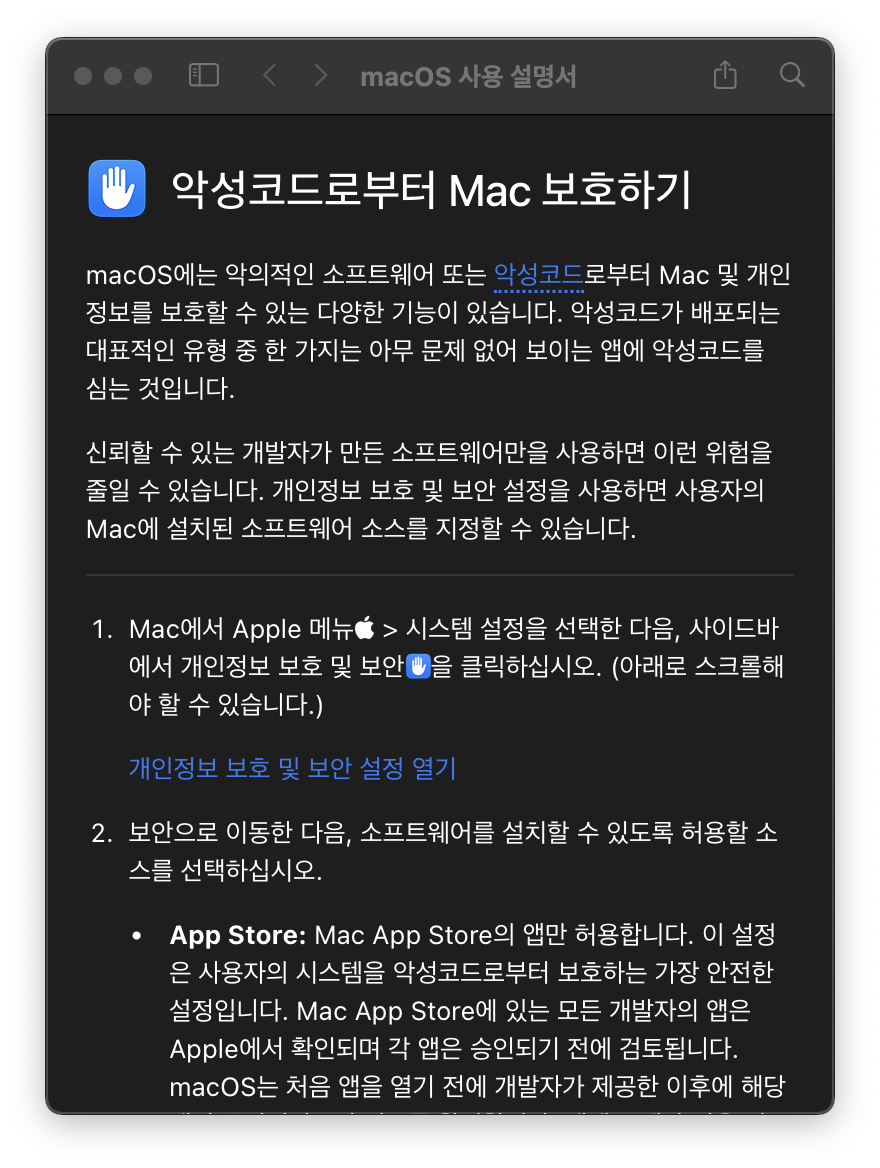 macOS 사용 설명서
악성코드로부터 Mac 보호하기
macOS에는 악의적인 소프트웨어 또는 악성코드로부터 Mac 및 개인
정보를 보호할 수 있는 다양한 기능이 있습니다. 악성코드가 배포되는
대표적인 유형 중 한 가지는 아무 문제 없어 보이는 앱에 악성코드를
심는 것입니다.
신뢰할 수 있는 개발자가 만든 소프트웨어만을 사용하면 이런 위험을
줄일 수 있습니다. 개인정보 보호 및 보안 설정을 사용하면 사용자의
Mac에 설치된 소프트웨어 소스를 지정할 수 있습니다.
1. Mac에서 Apple 메뉴 > 시스템 설정을 선택한 다음, 사이드바
에서 개인정보 보호 및 보안을 클릭하십시오. (아래로 스크롤해
야 할 수 있습니다.)
개인정보 보호 및 보안 설정 열기
2. 보안으로 이동한 다음, 소프트웨어를 설치할 수 있도록 허용할 소
스를 선택하십시오.
• App Store: Mac App Store의 앱만 허용합니다. 이 설정
은 사용자의 시스템을 악성코드로부터 보호하는 가장 안전한
설정입니다. Mac App Store에 있는 모든 개발자의 앱은
Apple에서 확인되며 각 앱은 승인되기 전에 검토됩니다.
macOS는 처음 앱을 열기 전에 개발자가 제공한 이후에 해당